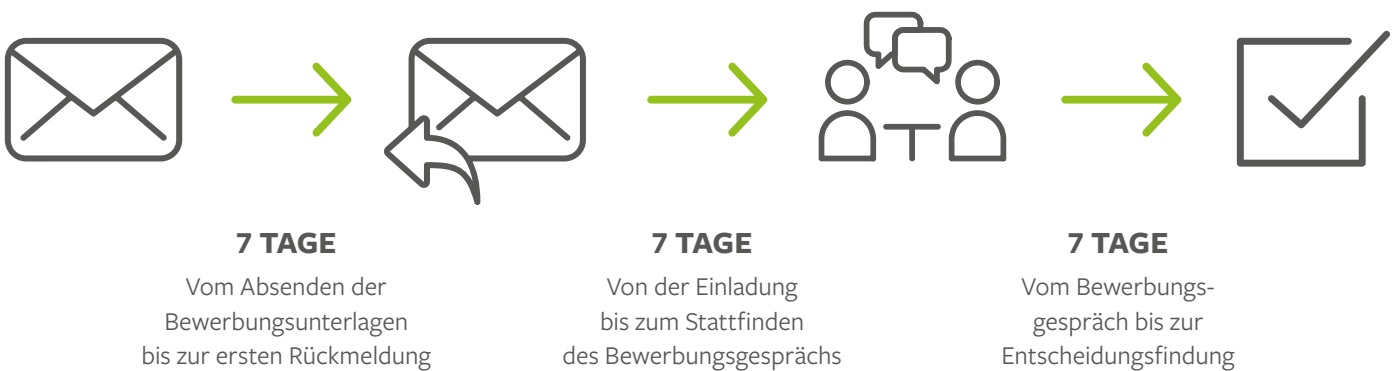 7 TAGE
Vom Absenden der
Bewerbungsunterlagen
bis zur ersten Rückmeldung
7 TAGE
Von der Einladung
bis zum Stattfinden
des Bewerbungsgesprächs
7 TAGE
Vom Bewerbungs-
gespräch bis zur
Entscheidungsfindung